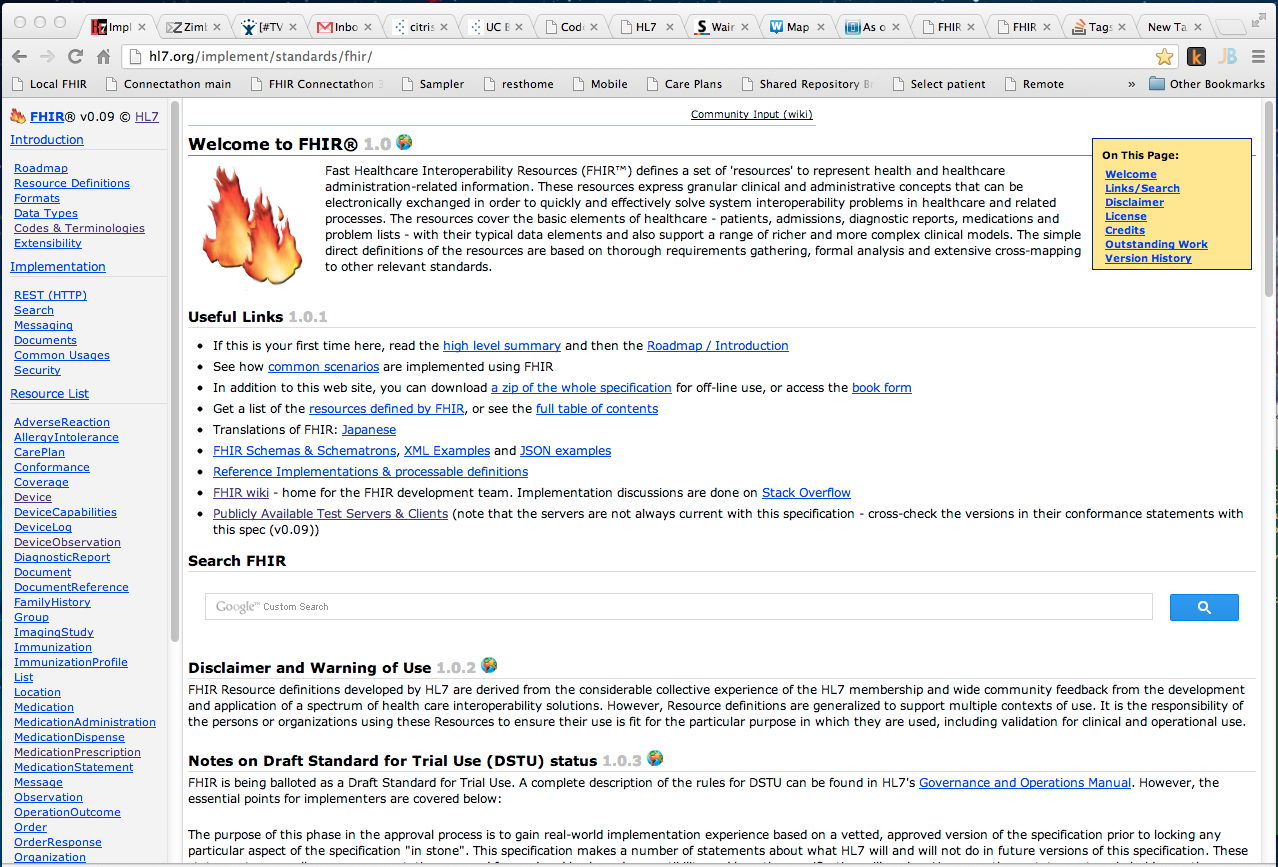 Impl
Zimb
[#TV
Inbo
citris
UC B
Code
HL7
Wair
Map
As o
FHIR
FHIR
Tags
New Ta
hl7.org/implement/standards/fhir/
k
JB
Local FHIR
Connectathon main
FHIR Connectathon 3
Sampler
resthome
Mobile
Care Plans
Shared Repository Br
Select patient
Remote
»
Other Bookmarks
FHIR® v0.09 © HL7
Introduction
Roadmap
Resource Definitions
Formats
Data Types
Codes & Terminologies
Extensibility
Implementation
REST (HTTP)
Search
Messaging
Documents
Common Usages
Security
Resource List
AdverseReaction
AllergyIntolerance
CarePlan
Conformance
Coverage
Device
DeviceCapabilities
DeviceLog
DeviceObservation
DiagnosticReport
Document
DocumentReference
FamilyHistory
Group
ImagingStudy
Immunization
ImmunizationProfile
List
Location
Medication
MedicationAdministration
MedicationDispense
MedicationPrescription
MedicationStatement
Message
Observation
OperationOutcome
Order
OrderResponse
Organization
Community Input (wiki)
Welcome to FHIR® 1.0
Fast Healthcare Interoperability Resources (FHIR™) defines a set of 'resources' to represent health and healthcare
administration-related information. These resources express granular clinical and administrative concepts that can be
electronically exchanged in order to quickly and effectively solve system interoperability problems in healthcare and related
processes. The resources cover the basic elements of healthcare - patients, admissions, diagnostic reports, medications and
problem lists - with their typical data elements and also support a range of richer and more complex clinical models. The simple
direct definitions of the resources are based on thorough requirements gathering, formal analysis and extensive cross-mapping
to other relevant standards.
On This Page:
Welcome
Links/Search
Disclaimer
License
Credits
Outstanding Work
Version History
Useful Links 1.0.1
• If this is your first time here, read the high level summary and then the Roadmap / Introduction
• See how common scenarios are implemented using FHIR
• In addition to this web site, you can download a zip of the whole specification for off-line use, or access the book form
• Get a list of the resources defined by FHIR, or see the full table of contents
• Translations of FHIR: Japanese
• FHIR Schemas & Schematrons, XML Examples and JSON examples
• Reference Implementations & processable definitions
• FHIR wiki - home for the FHIR development team. Implementation discussions are done on Stack Overflow
• Publicly Available Test Servers & Clients (note that the servers are not always current with this specification - cross-check the versions in their conformance statements with
this spec (v0.09))
Search FHIR
Google™ Custom Search
Disclaimer and Warning of Use 1.0.2
FHIR Resource definitions developed by HL7 are derived from the considerable collective experience of the HL7 membership and wide community feedback from the development
and application of a spectrum of health care interoperability solutions. However, Resource definitions are generalized to support multiple contexts of use. It is the responsibility of
the persons or organizations using these Resources to ensure their use is fit for the particular purpose in which they are used, including validation for clinical and operational use.
Notes on Draft Standard for Trial Use (DSTU) status 1.0.3
FHIR is being balloted as a Draft Standard for Trial Use. A complete description of the rules for DSTU can be found in HL7's Governance and Operations Manual. However, the
essential points for implementers are covered below:
The purpose of this phase in the approval process is to gain real-world implementation experience based on a vetted, approved version of the specification prior to locking any
particular aspect of the specification "in stone". This specification makes a number of statements about what HL7 will and will not do in future versions of this specification. These